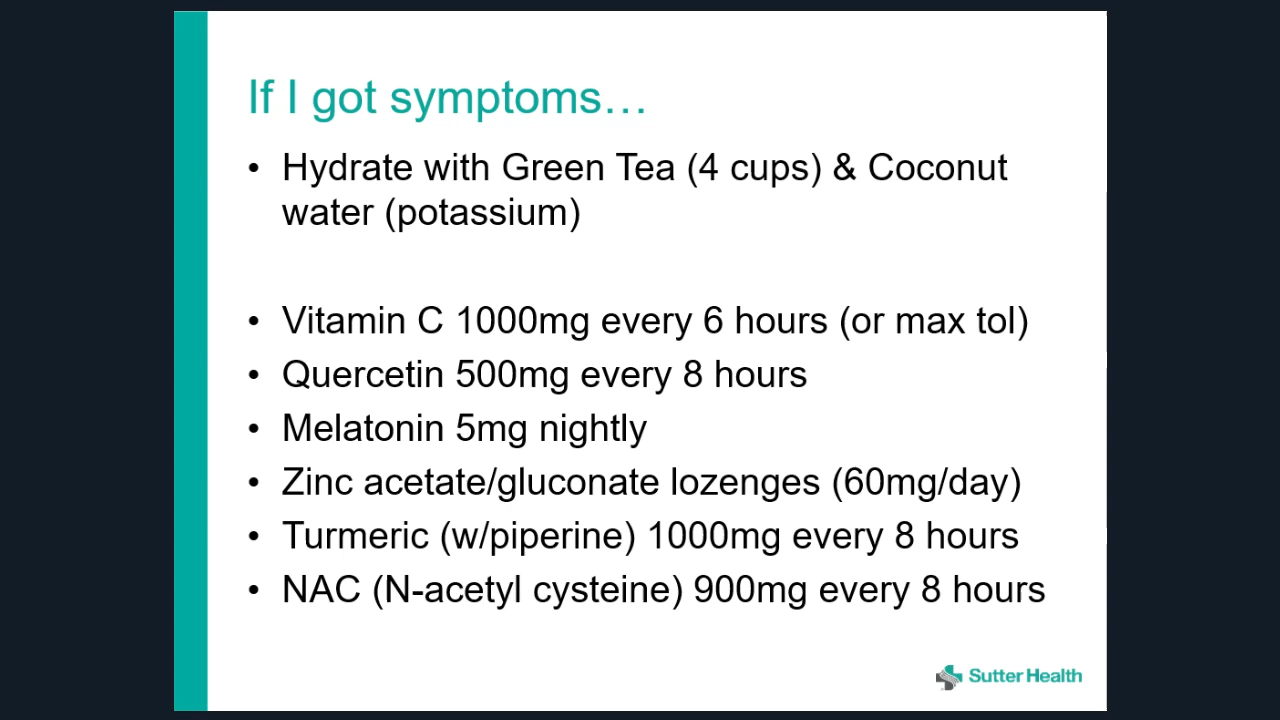 If I got symptoms…
• Hydrate with Green Tea (4 cups) & Coconut
water (potassium)
• Vitamin C 1000mg every 6 hours (or max tol)
• Quercetin 500mg every 8 hours
• Melatonin 5mg nightly
• Zinc acetate/gluconate lozenges (60mg/day)
• Turmeric (w/piperine) 1000mg every 8 hours
• NAC (N-acetyl cysteine) 900mg every 8 hours
Sutter Health